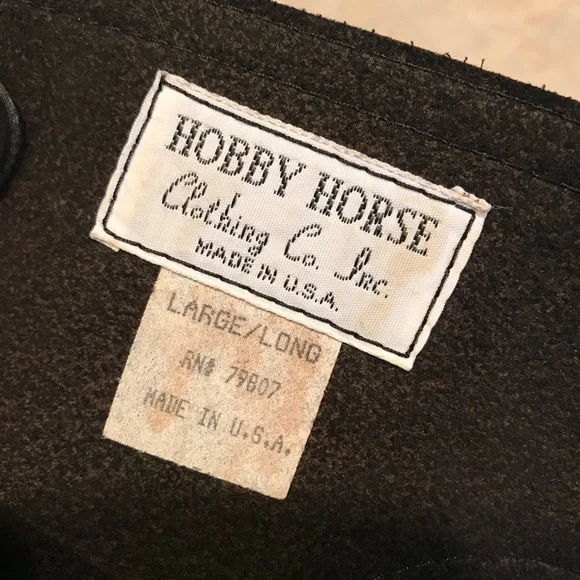 HOBBY HORSE
Clothing Co. Inc.
MADE IN U.S.A.
LARGE/LONG
RN# 79807
MADE IN U.S.A.